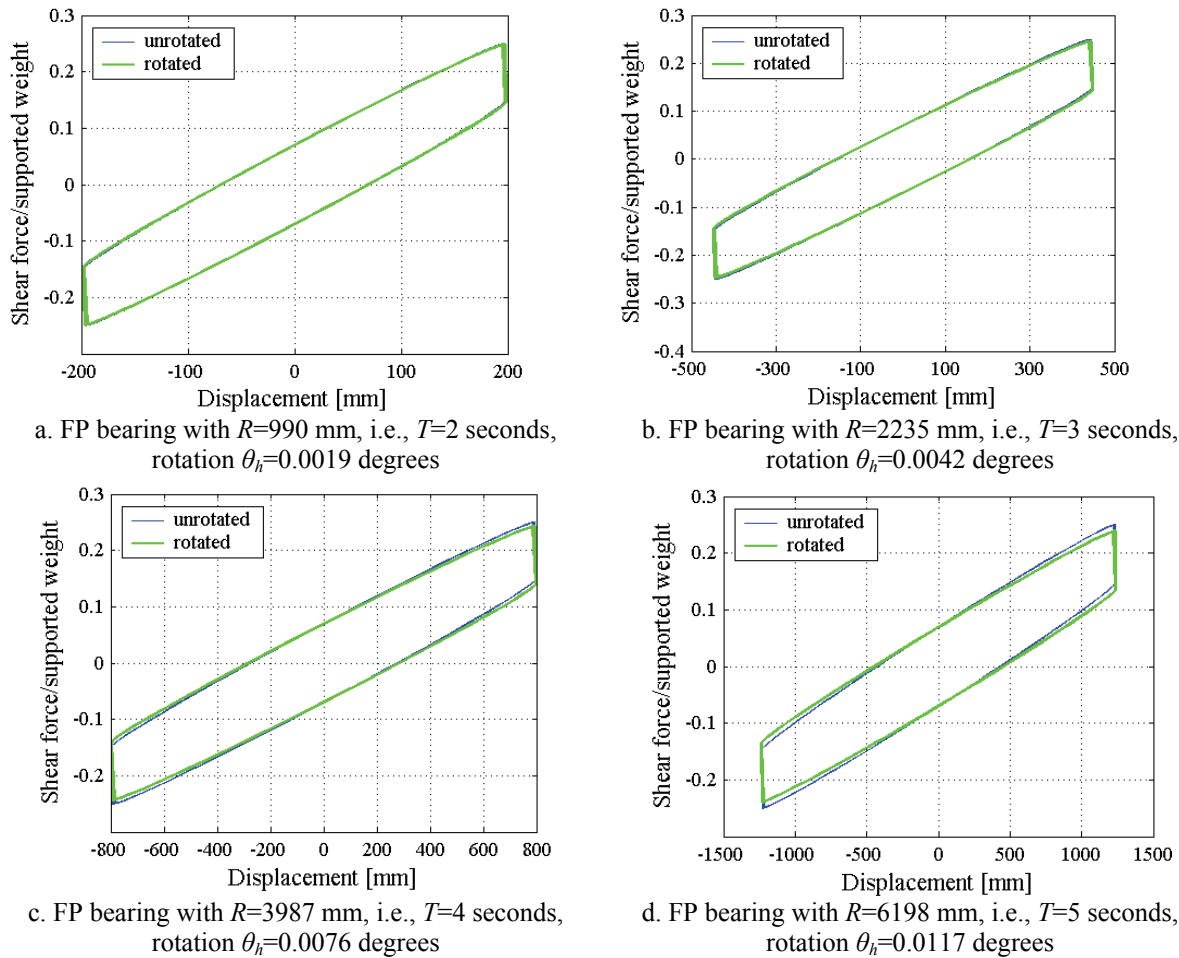 0.3
0.2
0.1
0
-0.1
-0.2
Shear force/supported weight
unrotated
rotated
-200 -100 0 100 200
Displacement [mm]
a. FP bearing with R=990 mm, i.e., T=2 seconds,
rotation θh=0.0019 degrees
0.3
0.2
0.1
0
-0.1
-0.2
-0.3
-0.4
Shear force/supported weight
unrotated
rotated
-500 -300 -100 100 300 500
Displacement [mm]
b. FP bearing with R=2235 mm, i.e., T=3 seconds,
rotation θh=0.0042 degrees
0.3
0.2
0.1
0
-0.1
-0.2
Shear force/supported weight
unrotated
rotated
-800 -600 -400 -200 0 200 400 600 800
Displacement [mm]
c. FP bearing with R=3987 mm, i.e., T=4 seconds,
rotation θh=0.0076 degrees
0.3
0.2
0.1
0
-0.1
-0.2
Shear force/supported weight
unrotated
rotated
-1500 -1000 -500 0 500 1000 1500
Displacement [mm]
d. FP bearing with R=6198 mm, i.e., T=5 seconds,
rotation θh=0.0117 degrees